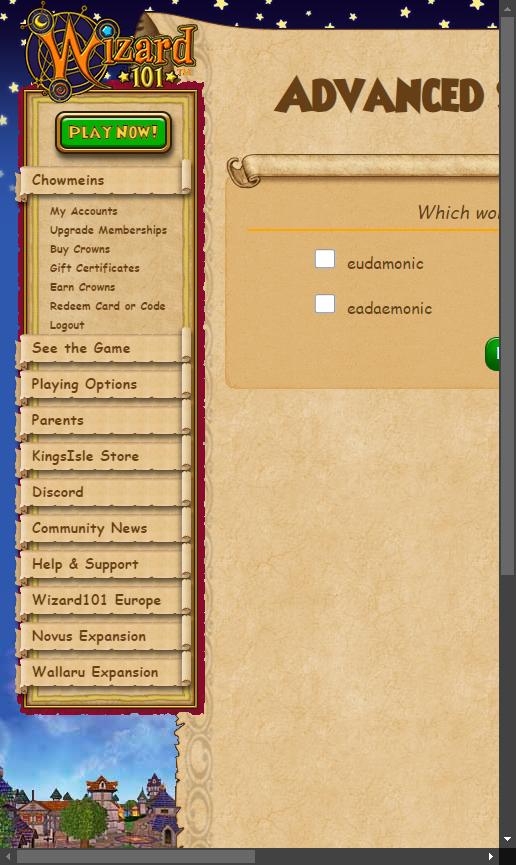 Wizard
101
TM
PLAY NOW!
Chowmeins
My Accounts
Upgrade Memberships
Buy Crowns
Gift Certificates
Earn Crowns
Redeem Card or Code
Logout
See the Game
Playing Options
Parents
KingsIsle Store
Discord
Community News
Help & Support
Wizard101 Europe
Novus Expansion
Wallaru Expansion
ADVANCED
Which
eudamonic
eadaemonic